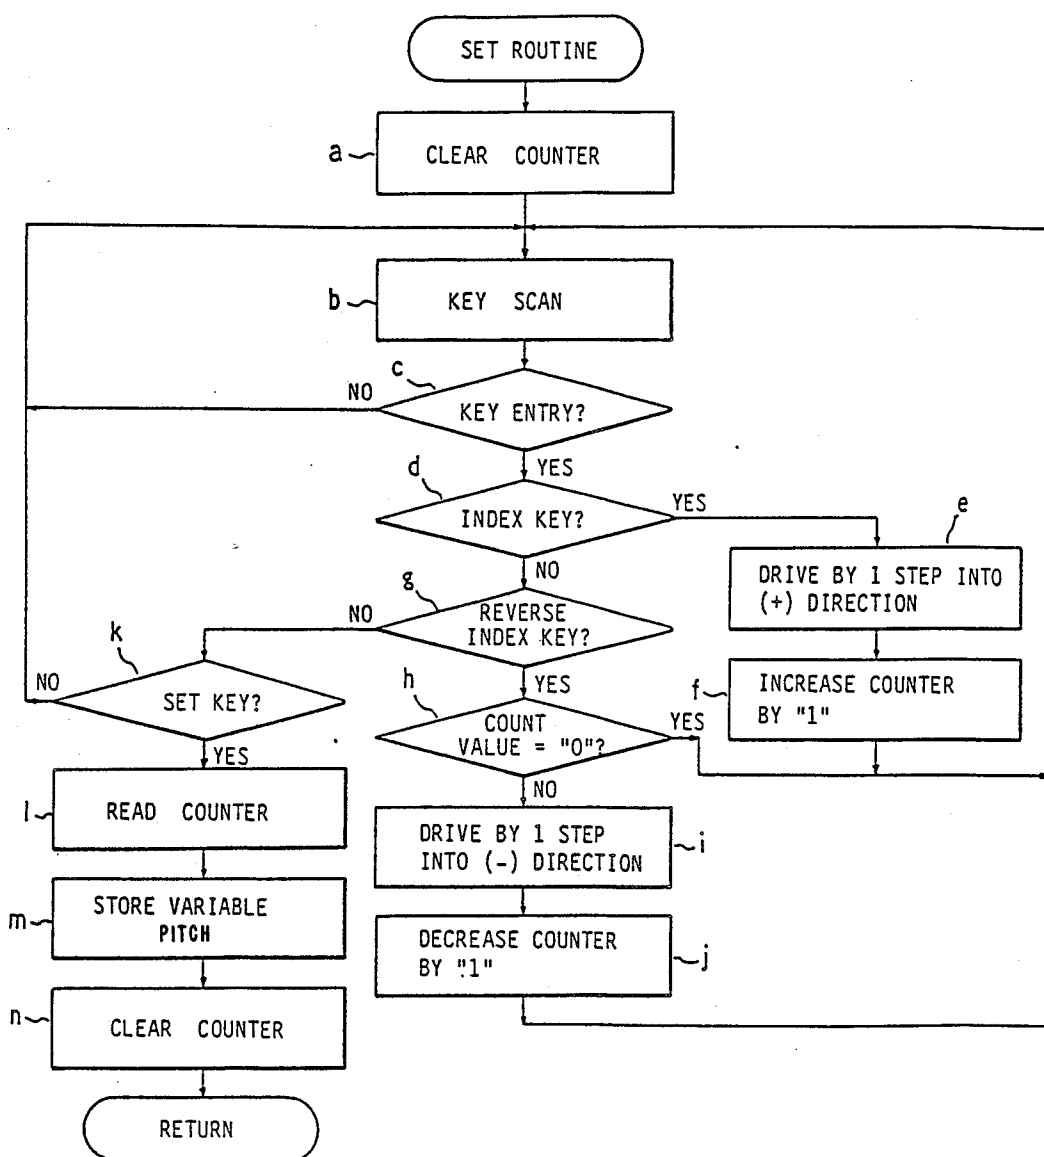 SET ROUTINE
a
CLEAR COUNTER
b
KEY SCAN
c
NO
KEY ENTRY?
YES
d
YES
INDEX KEY?
NO
e
DRIVE BY 1 STEP INTO
(+) DIRECTION
g
NO
REVERSE
INDEX KEY?
YES
k
NO
SET KEY?
YES
h
YES
COUNT
VALUE = "0"?
NO
f
INCREASE COUNTER
BY "1"
l
READ COUNTER
DRIVE BY 1 STEP
INTO (-) DIRECTION
i
m
STORE VARIABLE
PITCH
DECREASE COUNTER
BY "1"
j
n
CLEAR COUNTER
RETURN